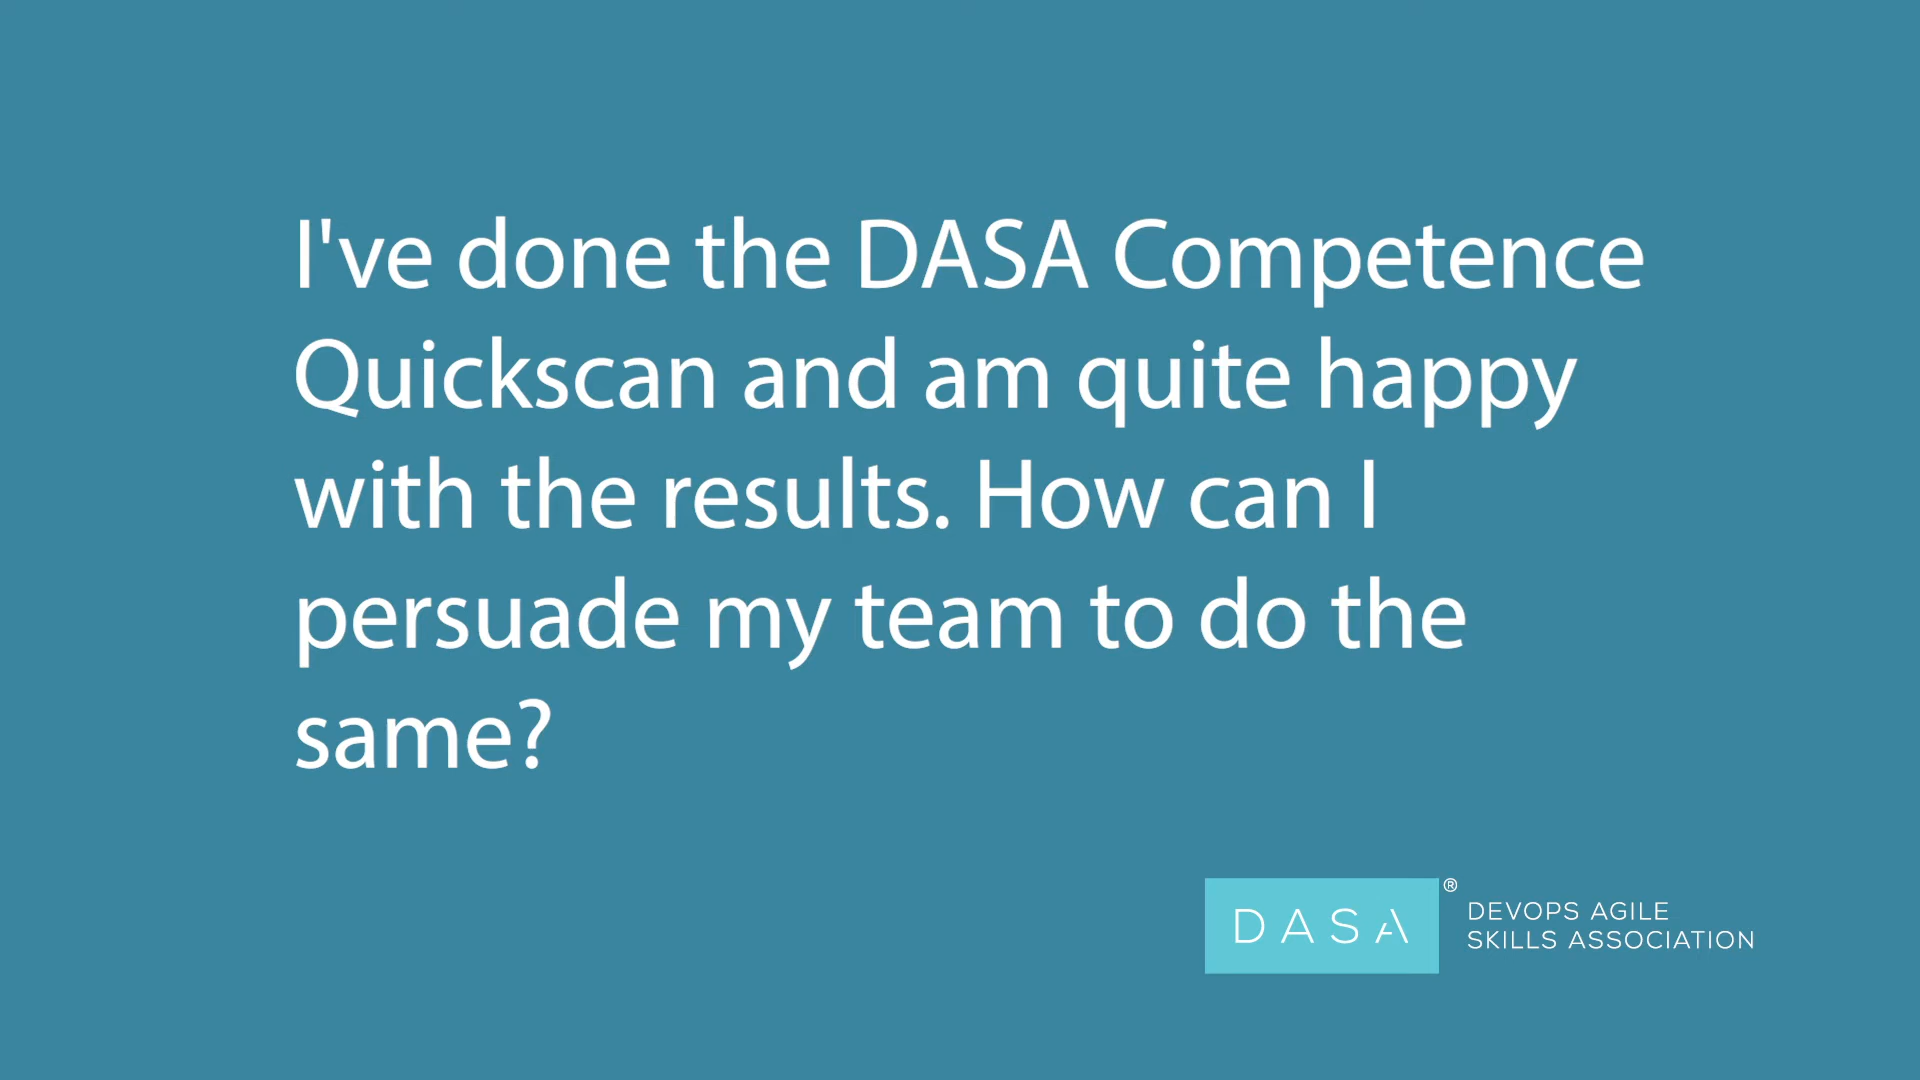 I've done the DASA Competence
Quickscan and am quite happy
with the results. How can I
persuade my team to do the
same?
DASA®
DEVOPS AGILE
SKILLS ASSOCIATION